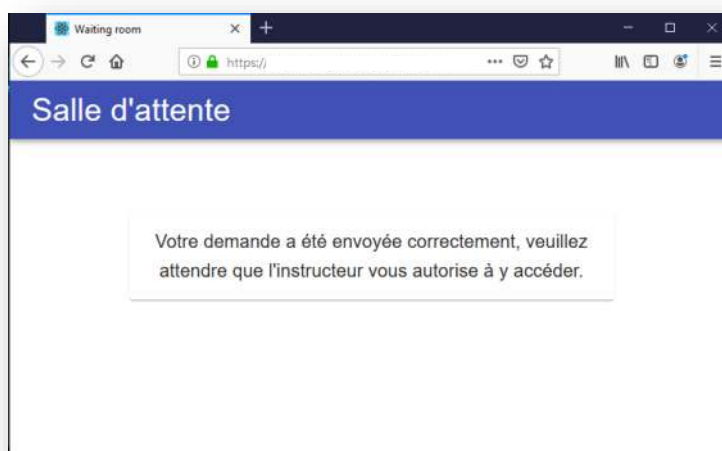 Waiting room
https://
Salle d'attente
Votre demande a été envoyée correctement, veuillez
attendre que l'instructeur vous autorise à y accéder.